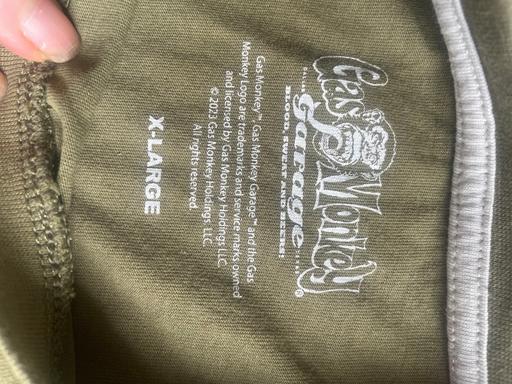 Gas Monkey
DALLAS Garage TEXAS
BLOOD, SWEAT AND BEERS®
Gas Monkey™, Gas Monkey Garage™ and the Gas
Monkey Logo are trademarks and service marks owned
and licensed by Gas Monkey Holdings LLC.
© 2023 Gas Monkey Holdings LLC
All rights reserved.
X-LARGE